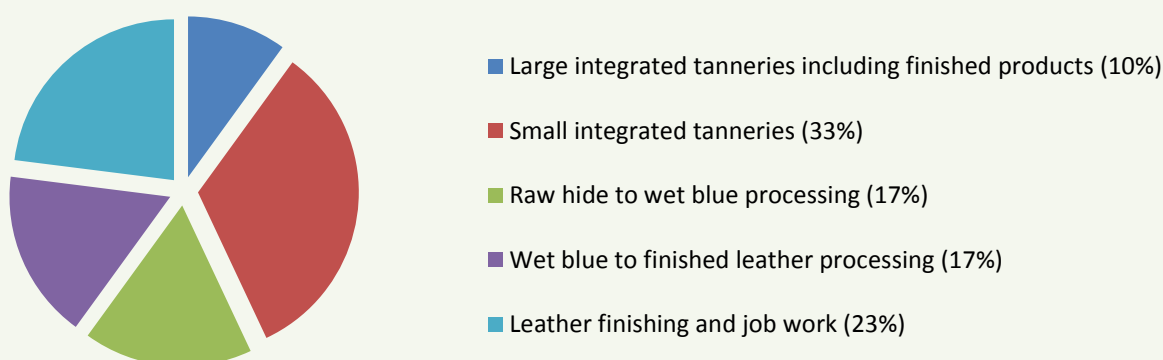 Large integrated tanneries including finished products (10%)
Small integrated tanneries (33%)
Raw hide to wet blue processing (17%)
Wet blue to finished leather processing (17%)
Leather finishing and job work (23%)